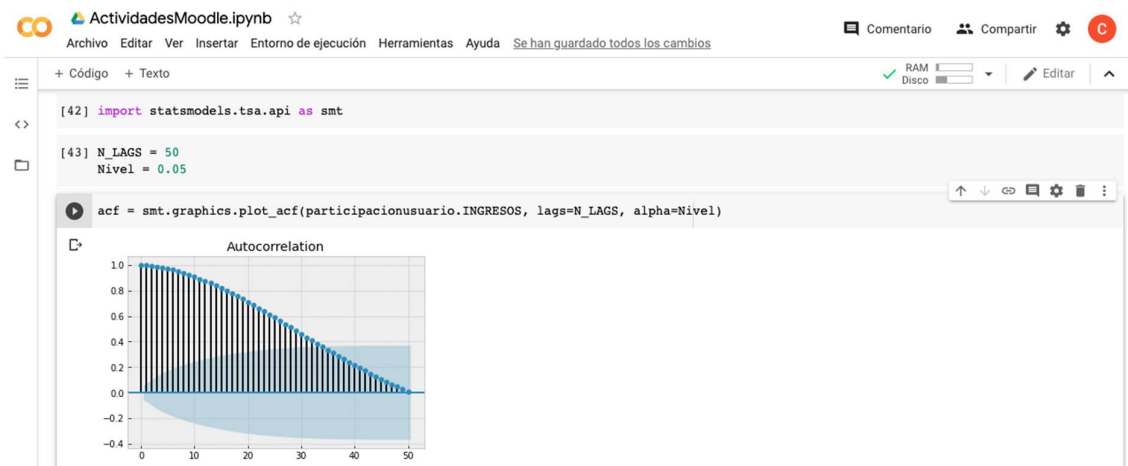 ActividadesMoodle.ipynb
Comentario Compartir C
Archivo Editar Ver Insertar Entorno de ejecución Herramientas Ayuda Se han guardado todos los cambios
+ Código + Texto
RAM
Disco
Editar
[42] import statsmodels.tsa.api as smt
[43] N_LAGS = 50
Nivel = 0.05
acf = smt.graphics.plot_acf(participacionusuario.INGRESOS, lags=N_LAGS, alpha=Nivel)
Autocorrelation
1.0
0.8
0.6
0.4
0.2
0.0
−0.2
−0.4
0 10 20 30 40 50